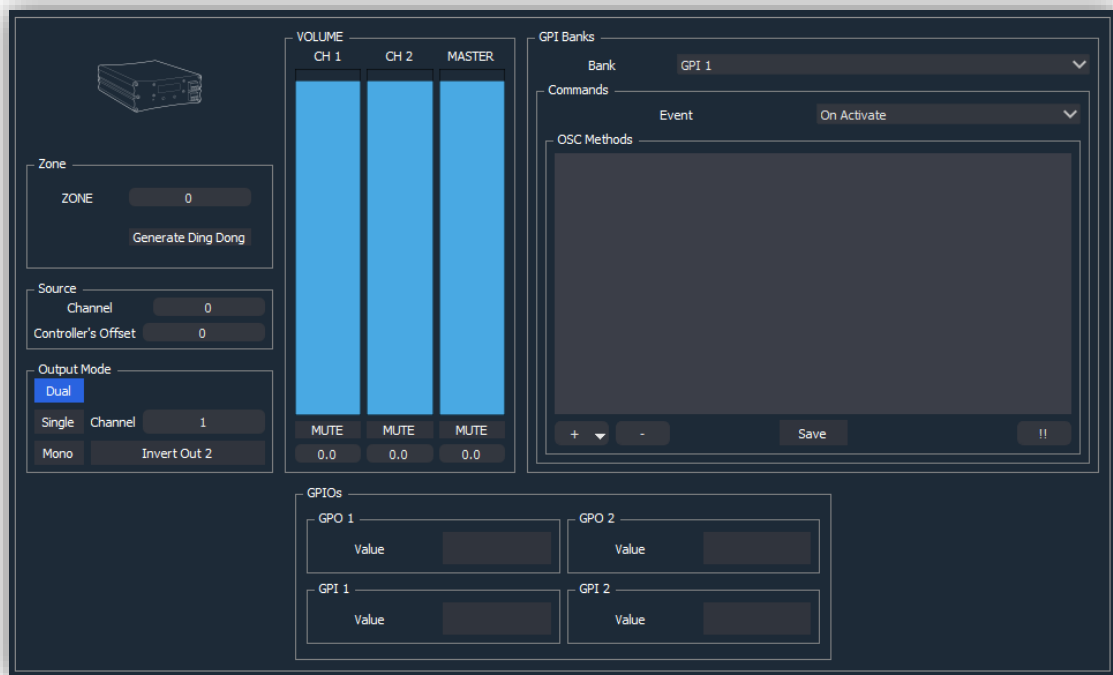 Zone
ZONE 0
Generate Ding Dong
Source
Channel 0
Controller's Offset 0
Output Mode
Dual
Single Channel 1
Mono Invert Out 2
VOLUME
CH 1 CH 2 MASTER
MUTE MUTE MUTE
0.0 0.0 0.0
GPI Banks
Bank GPI 1
Commands
Event On Activate
OSC Methods
+ - Save !!
GPIOs
GPO 1
Value
GPO 2
Value
GPI 1
Value
GPI 2
Value